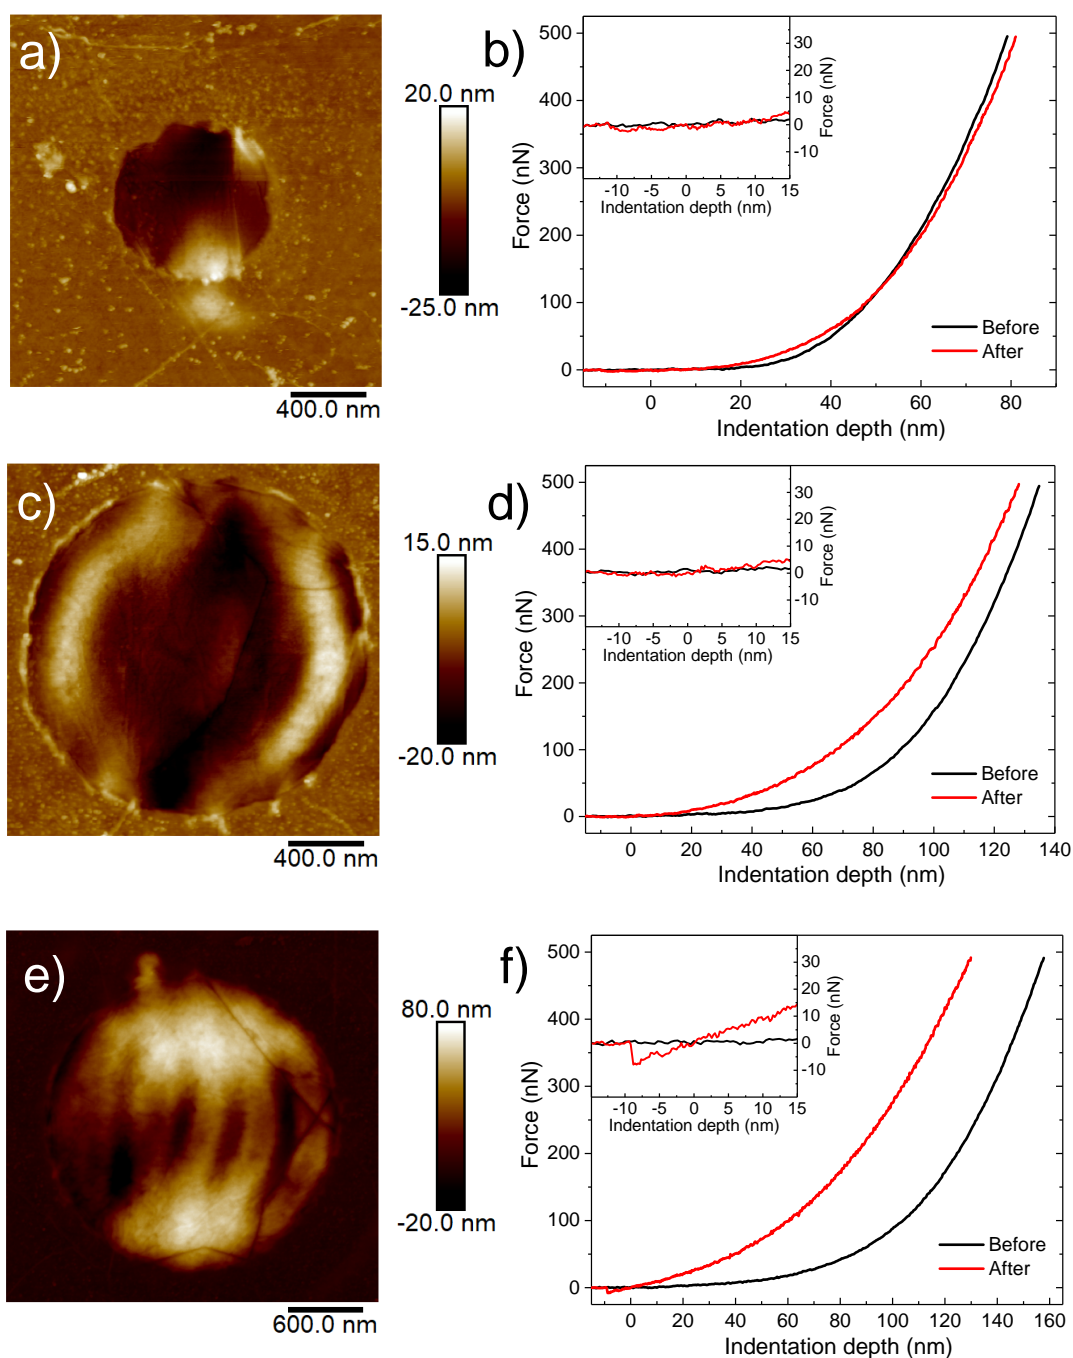 a)
20.0 nm
-25.0 nm
400.0 nm
b)
500
400
300
200
100
0
Force (nN)
0 20 40 60 80
Indentation depth (nm)
Before
After
30
20
10
0
-10
Force (nN)
-10 -5 0 5 10 15
Indentation depth (nm)
c)
15.0 nm
-20.0 nm
400.0 nm
d)
500
400
300
200
100
0
Force (nN)
0 20 40 60 80 100 120 140
Indentation depth (nm)
Before
After
30
20
10
0
-10
Force (nN)
-10 -5 0 5 10 15
Indentation depth (nm)
e)
80.0 nm
-20.0 nm
600.0 nm
f)
500
400
300
200
100
0
Force (nN)
0 20 40 60 80 100 120 140 160
Indentation depth (nm)
Before
After
30
20
10
0
-10
Force (nN)
-10 -5 0 5 10 15
Indentation depth (nm)